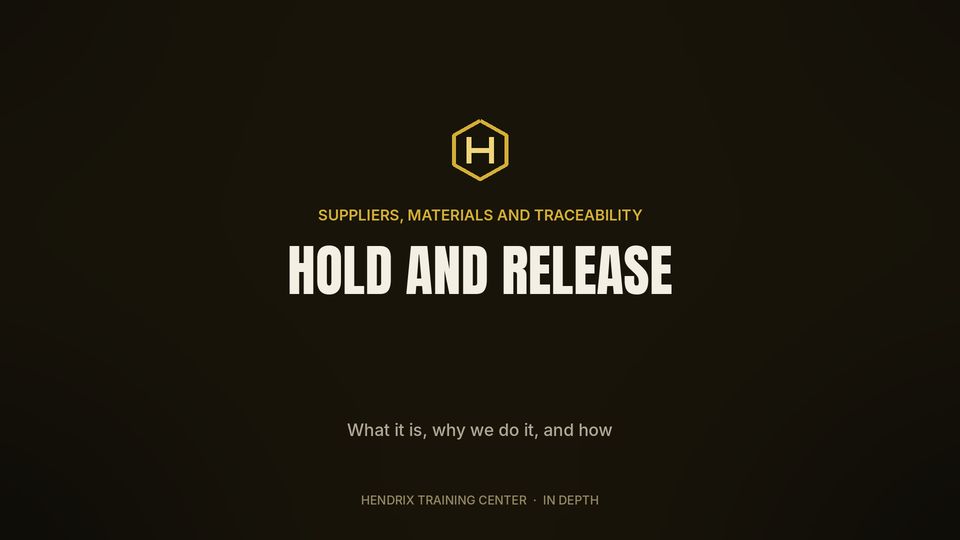 H
SUPPLIERS, MATERIALS AND TRACEABILITY
HOLD AND RELEASE
What it is, why we do it, and how
HENDRIX TRAINING CENTER · IN DEPTH